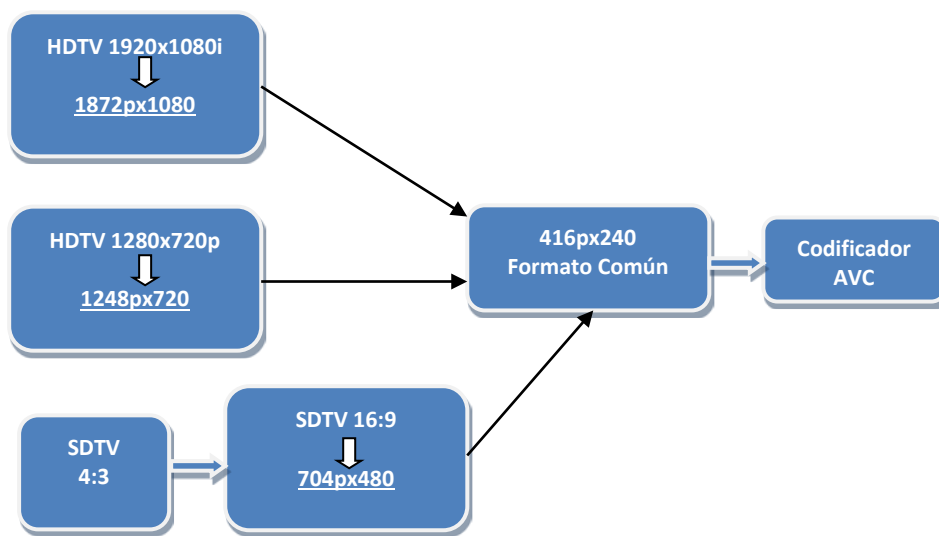 HDTV 1920x1080i
1872px1080
HDTV 1280x720p
1248px720
SDTV
4:3
SDTV 16:9
704px480
416px240
Formato Común
Codificador
AVC